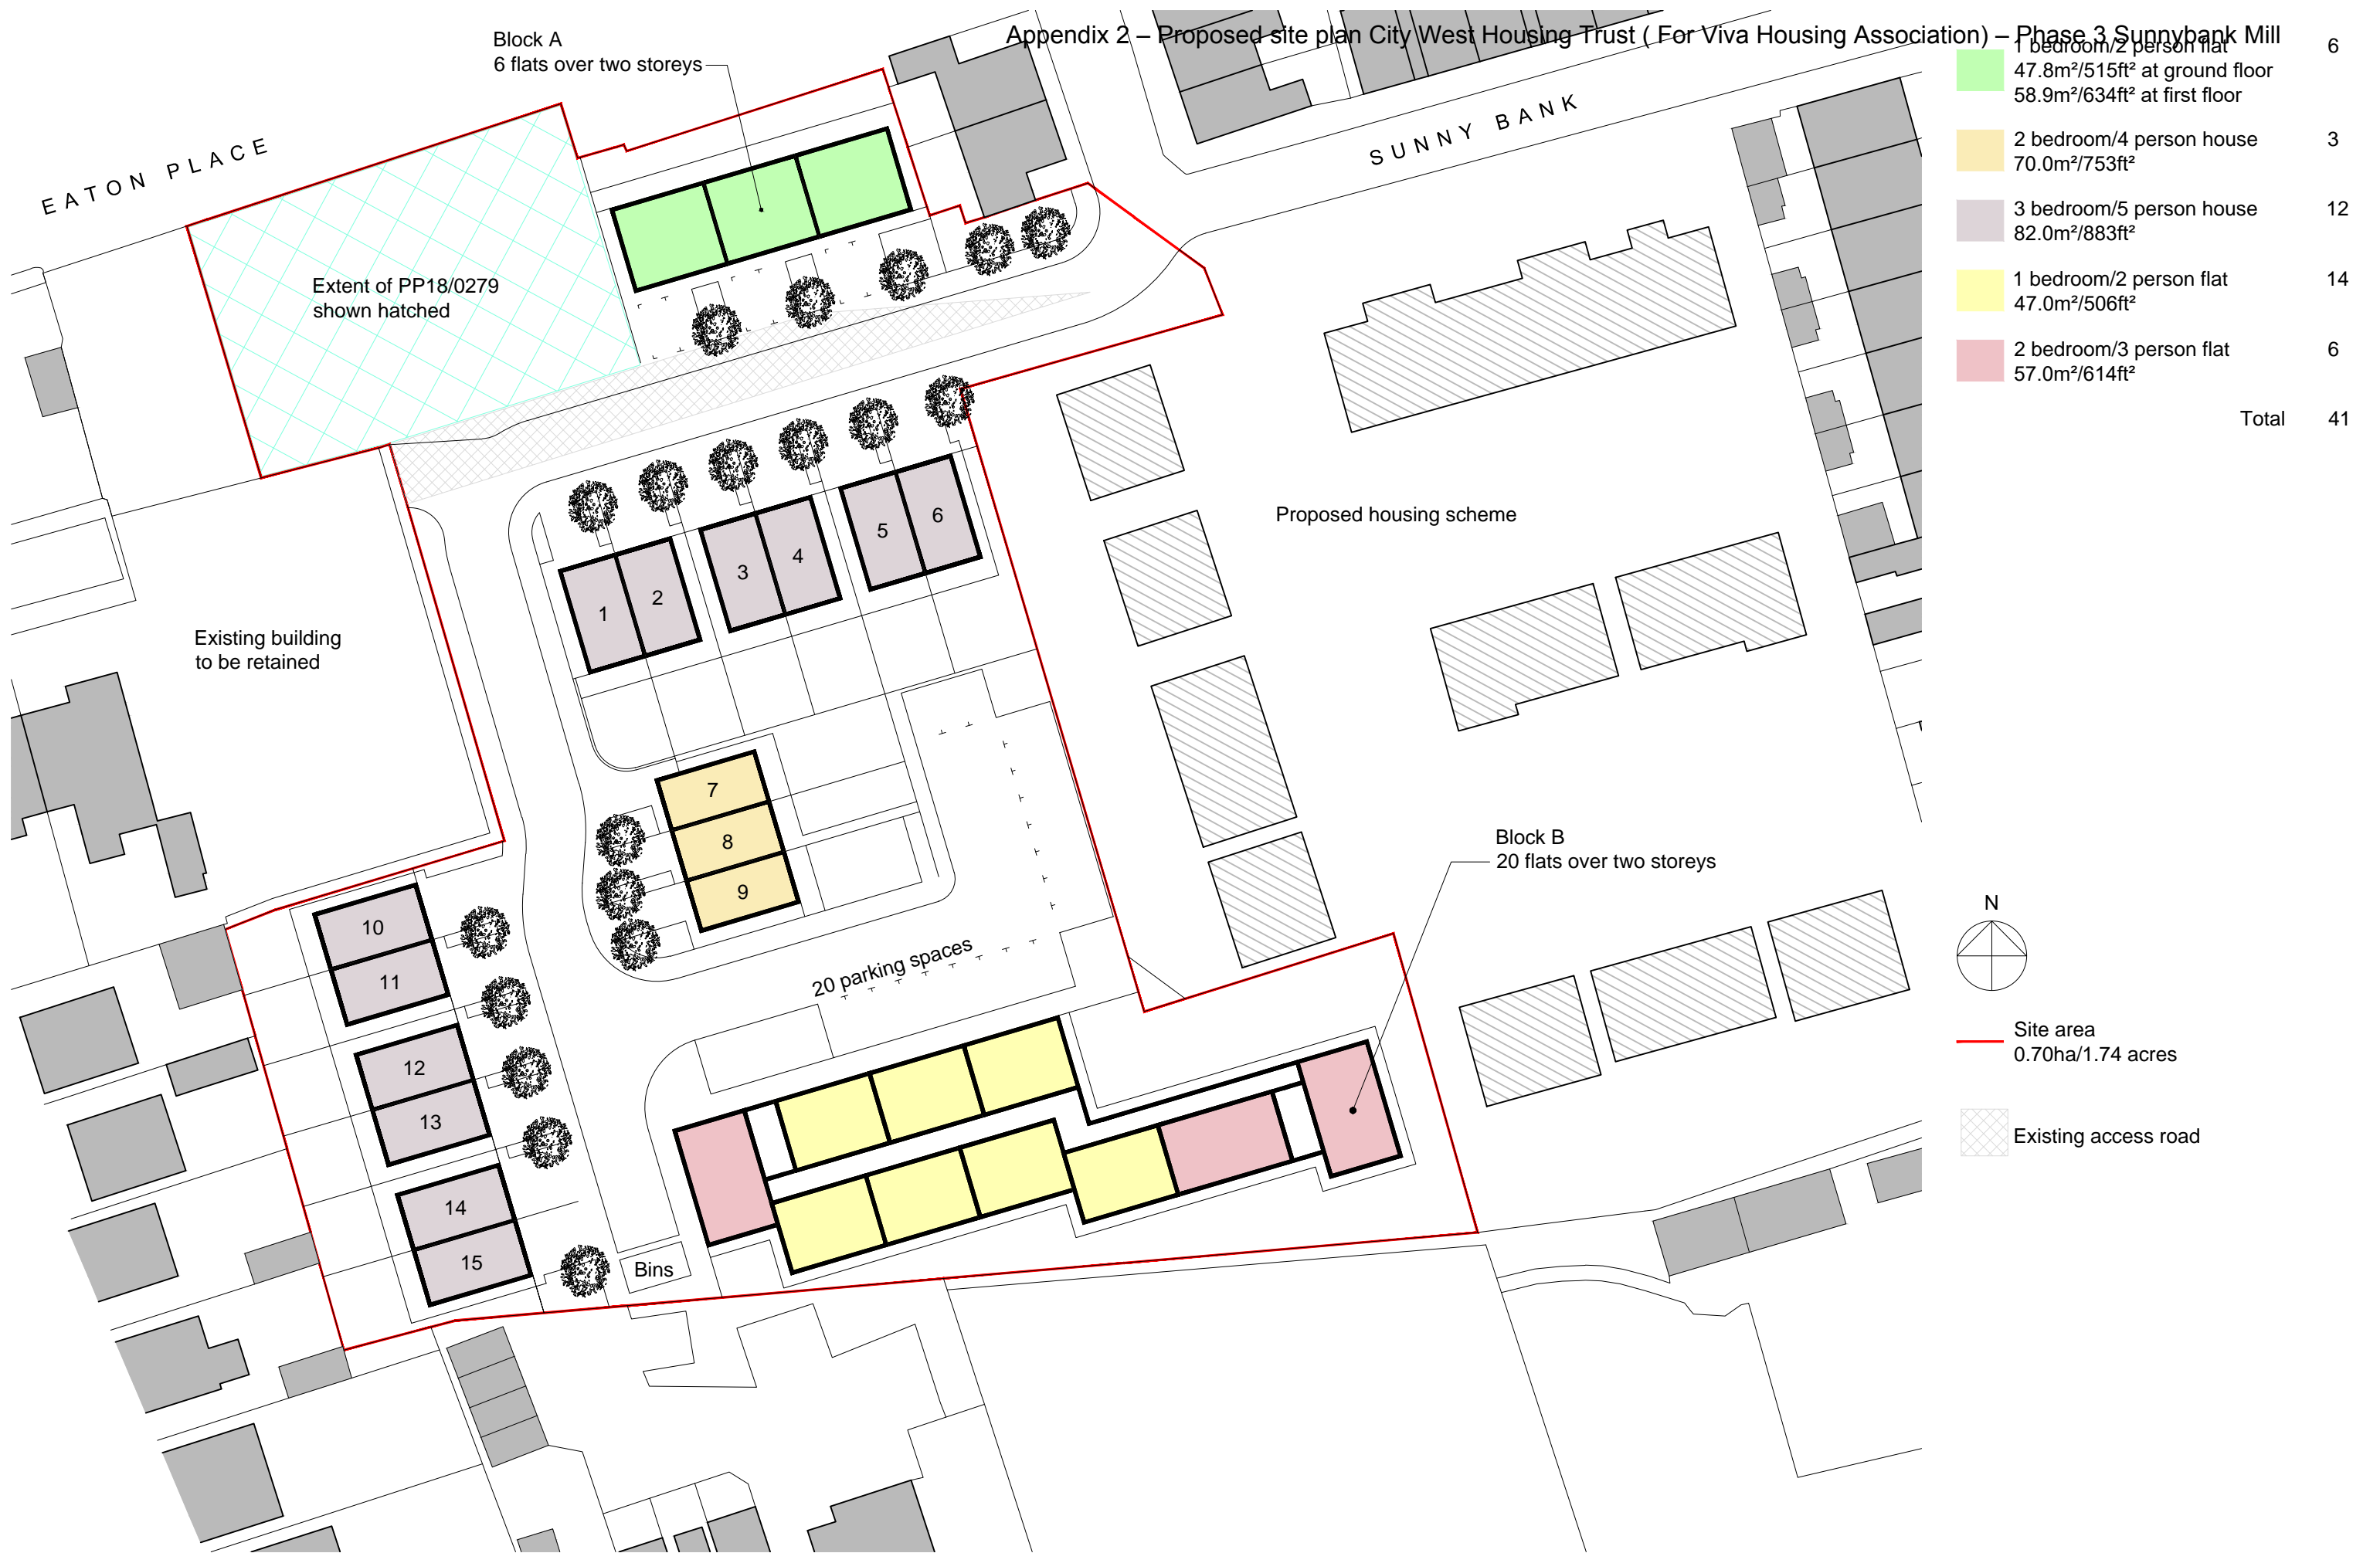 Appendix 2 – Proposed site plan City West Housing Trust ( For Viva Housing Association) – Phase 3 Sunnybank Mill
Block A
6 flats over two storeys
EATON PLACE
SUNNY BANK
Extent of PP18/0279
shown hatched
1 bedroom/2 person flat 6
47.8m²/515ft² at ground floor
58.9m²/634ft² at first floor
2 bedroom/4 person house 3
70.0m²/753ft²
3 bedroom/5 person house 12
82.0m²/883ft²
1 bedroom/2 person flat 14
47.0m²/506ft²
2 bedroom/3 person flat 6
57.0m²/614ft²
Total 41
Proposed housing scheme
Existing building
to be retained
1
2
3
4
5
6
7
8
9
10
11
12
13
14
15
20 parking spaces
Block B
20 flats over two storeys
Bins
N
Site area
0.70ha/1.74 acres
Existing access road